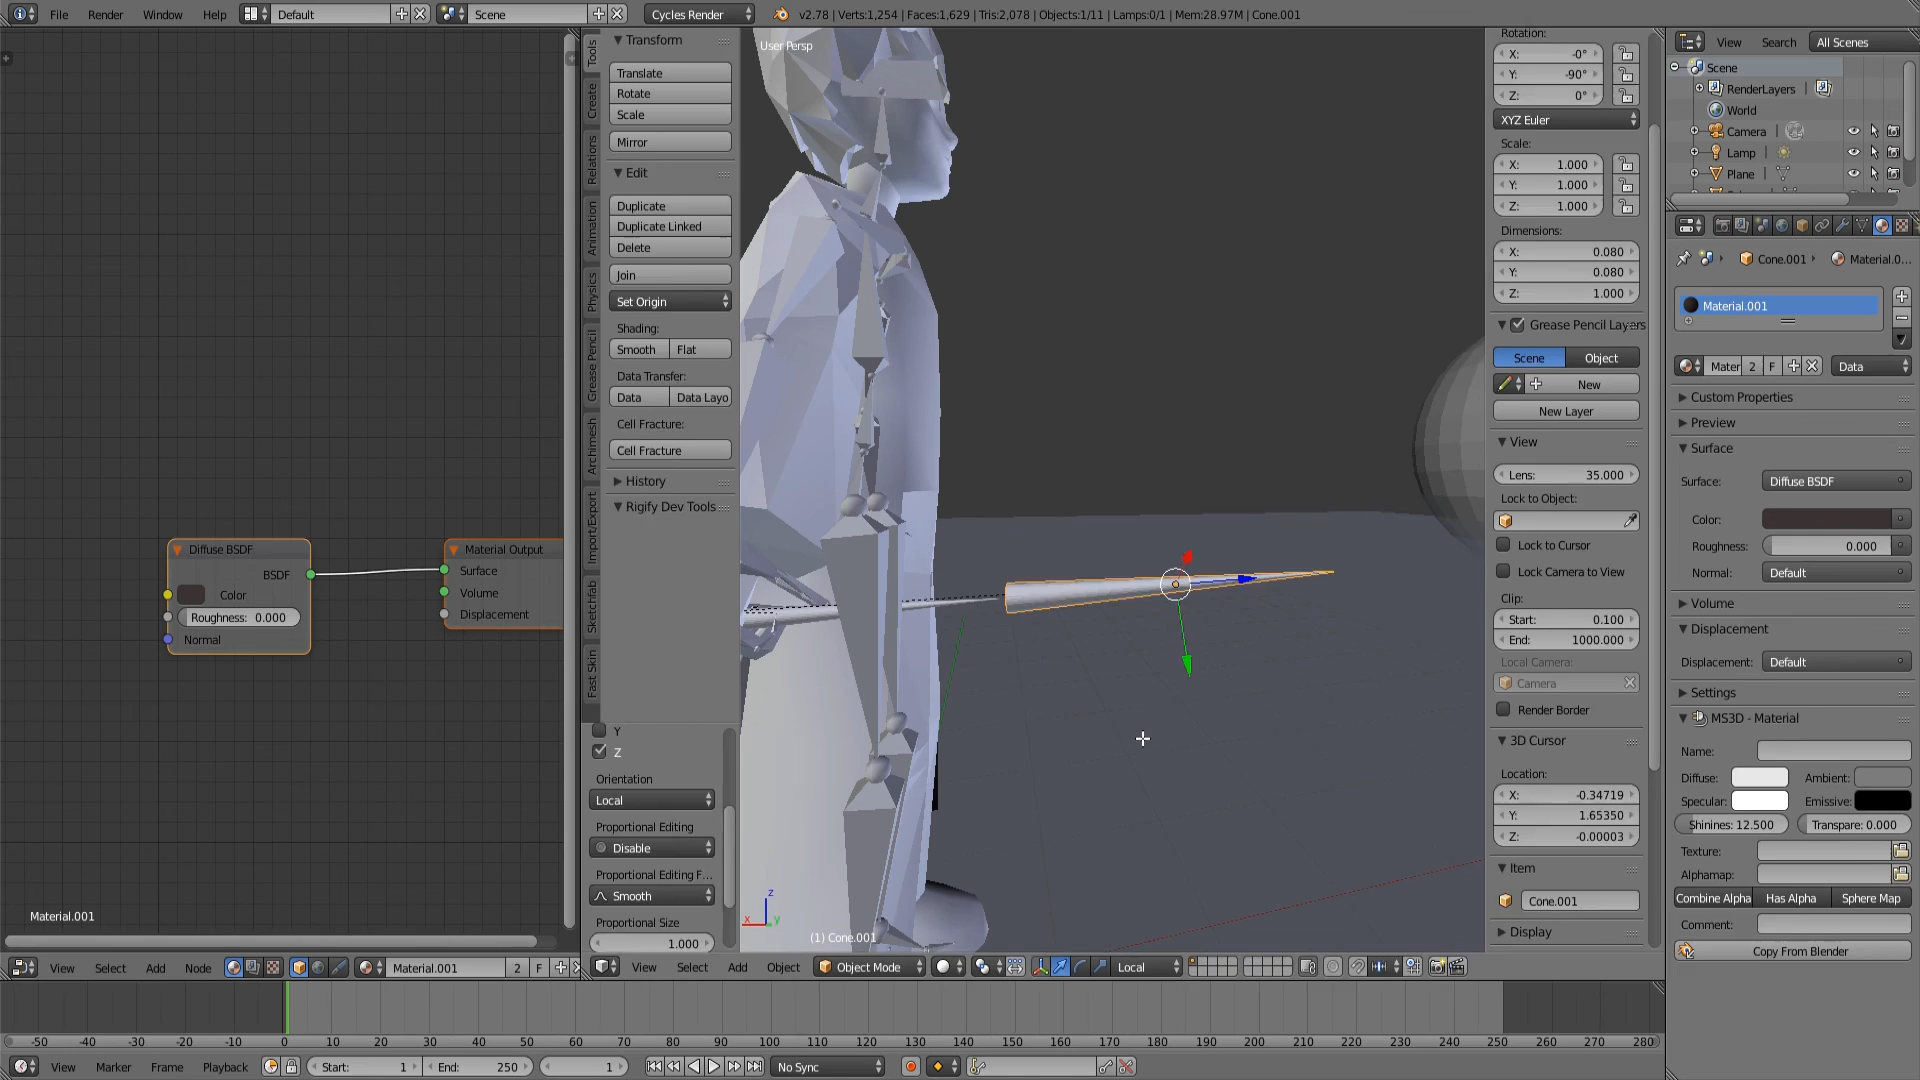 File
Render
Window
Help
Default
Scene
Cycles Render
v2.78 | Verts:1,254 | Faces:1,629 | Tris:2,078 | Objects:1/11 | Lamps:0/1 | Mem:28.97M | Cone.001
Diffuse BSDF
BSDF
Color
Roughness: 0.000
Normal
Material Output
Surface
Volume
Displacement
Material.001
View
Select
Add
Node
Material.001
2
F
Tools
Create
Relations
Animation
Physics
Grease Pencil
Archimesh
Import/Export
Sketchfab
Fast Skin
Transform
Translate
Rotate
Scale
Mirror
Edit
Duplicate
Duplicate Linked
Delete
Join
Set Origin
Shading:
Smooth
Flat
Data Transfer:
Data
Data Layo
Cell Fracture:
Cell Fracture
History
Rigify Dev Tools
Y
Z
Orientation
Local
Proportional Editing
Disable
Proportional Editing F...
Smooth
Proportional Size
1.000
User Persp
z
x
y
(1) Cone.001
View
Select
Add
Object
Object Mode
Local
Rotation:
X: -0°
Y: -90°
Z: 0°
XYZ Euler
Scale:
X: 1.000
Y: 1.000
Z: 1.000
Dimensions:
X: 0.080
Y: 0.080
Z: 1.000
Grease Pencil Layers
Scene
Object
New
New Layer
View
Lens: 35.000
Lock to Object:
Lock to Cursor
Lock Camera to View
Clip:
Start: 0.100
End: 1000.000
Local Camera:
Camera
Render Border
3D Cursor
Location:
X: -0.34719
Y: 1.65350
Z: -0.00003
Item
Cone.001
Display
View
Search
All Scenes
Scene
RenderLayers
World
Camera
Lamp
Plane
Cone.001
Material.0...
Material.001
Mater
2
F
Data
Custom Properties
Preview
Surface
Surface:
Diffuse BSDF
Color:
Roughness: 0.000
Normal: Default
Volume
Displacement
Displacement: Default
Settings
MS3D - Material
Name:
Diffuse:
Ambient:
Specular:
Emissive:
Shinines: 12.500
Transpare: 0.000
Texture:
Alphamap:
Combine Alpha
Has Alpha
Sphere Map
Comment:
Copy From Blender
-50 -40 -30 -20 -10 0 10 20 30 40 50 60 70 80 90 100 110 120 130 140 150 160 170 180 190 200 210 220 230 240 250 260 270 280
View
Marker
Frame
Playback
Start: 1
End: 250
1
No Sync